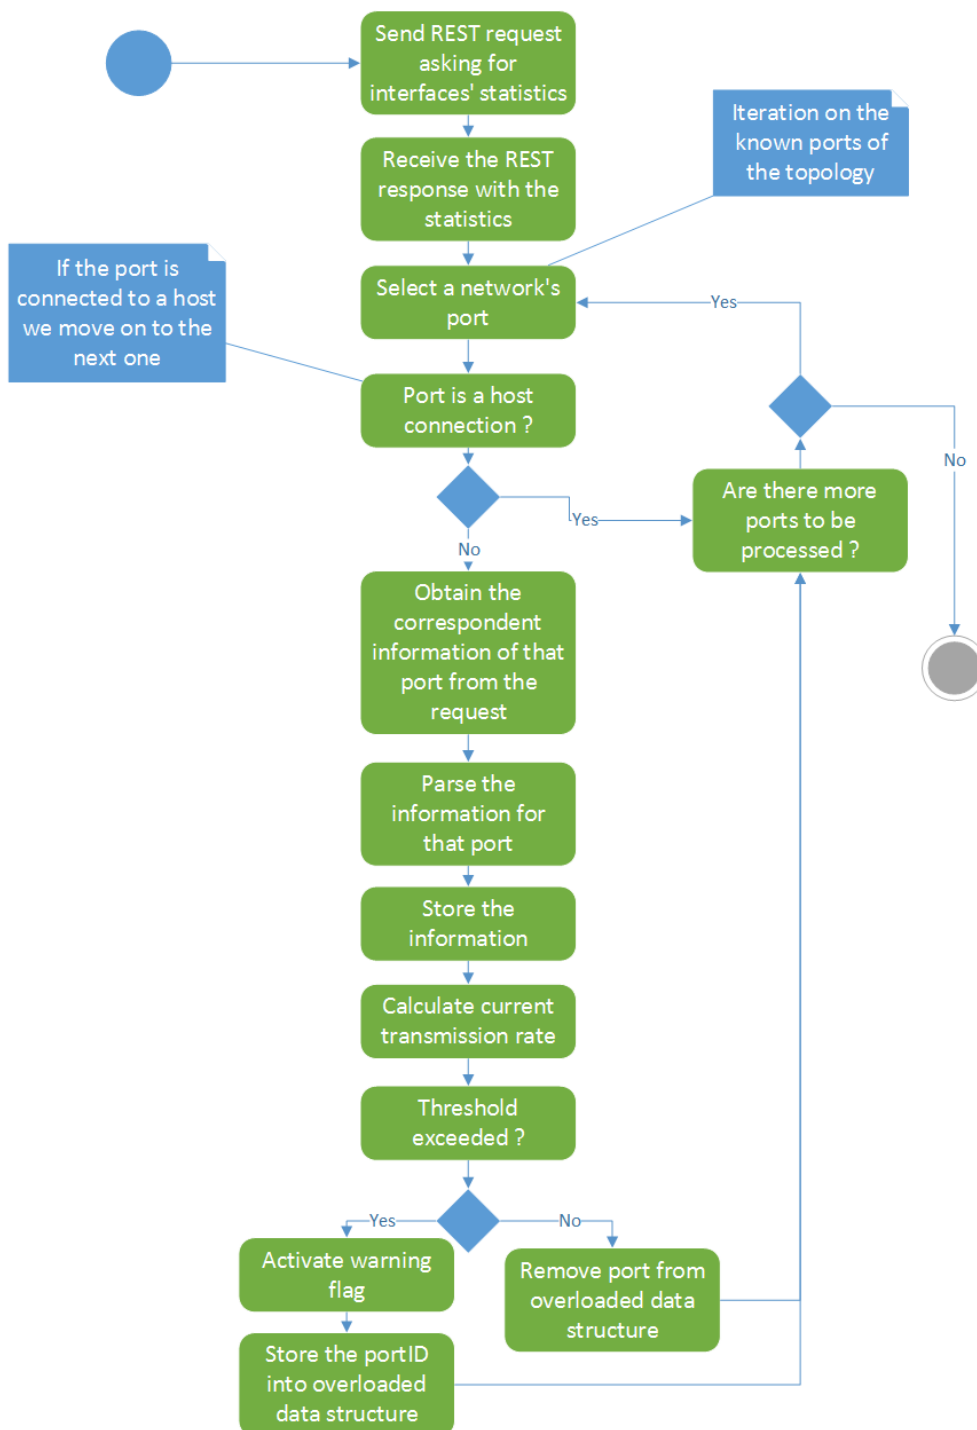 Send REST request
asking for
interfaces' statistics
Iteration on the
known ports of
the topology
Receive the REST
response with the
statistics
If the port is
connected to a host
we move on to the
next one
Select a network's
port
Yes
Port is a host
connection ?
No
Are there more
ports to be
processed ?
Yes
No
Obtain the
correspondent
information of that
port from the
request
Parse the
information for
that port
Store the
information
Calculate current
transmission rate
Threshold
exceeded ?
Yes
No
Activate warning
flag
Remove port from
overloaded data
structure
Store the portID
into overloaded
data structure